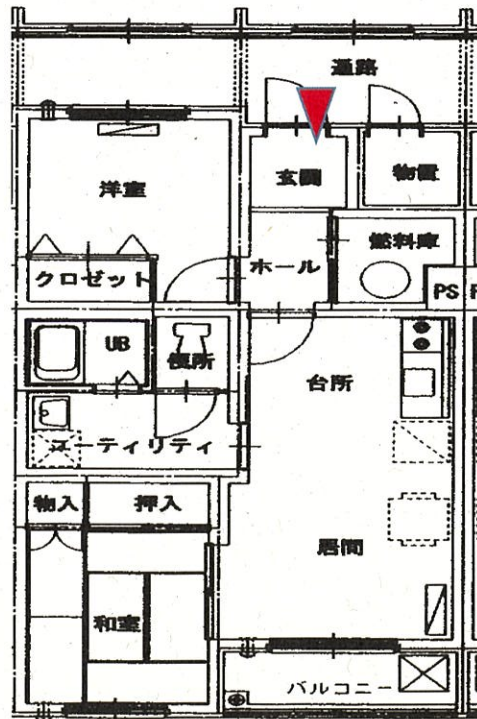 通路
玄関
物置
洋室
ホール
燃料庫
クロゼット
PS
UB
便所
台所
ユーティリティ
物入
押入
居間
和室
バルコニー